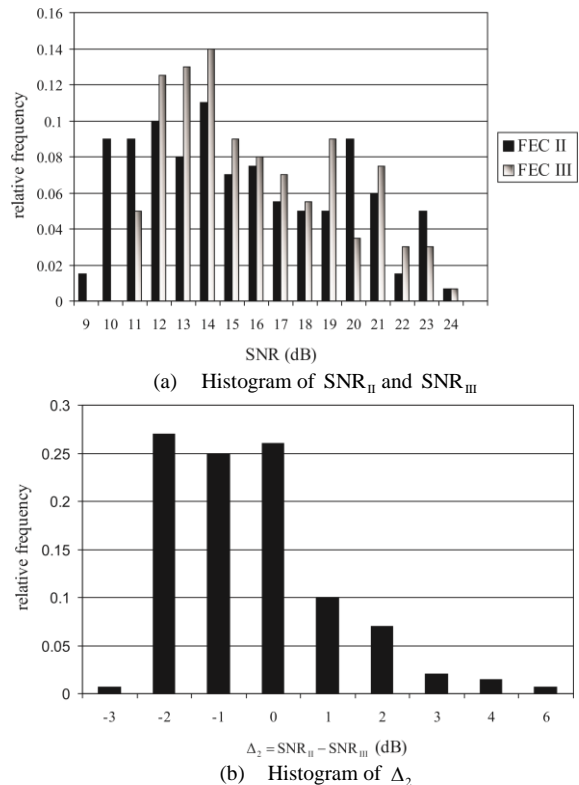 0.16
0.14
0.12
0.1
0.08
0.06
0.04
0.02
0
relative frequency
9 10 11 12 13 14 15 16 17 18 19 20 21 22 23 24
SNR (dB)
FEC II
FEC III
(a) Histogram of SNR_II and SNR_III
0.3
0.25
0.2
0.15
0.1
0.05
0
relative frequency
-3 -2 -1 0 1 2 3 4 6
Δ₂ = SNR_II − SNR_III (dB)
(b) Histogram of Δ₂